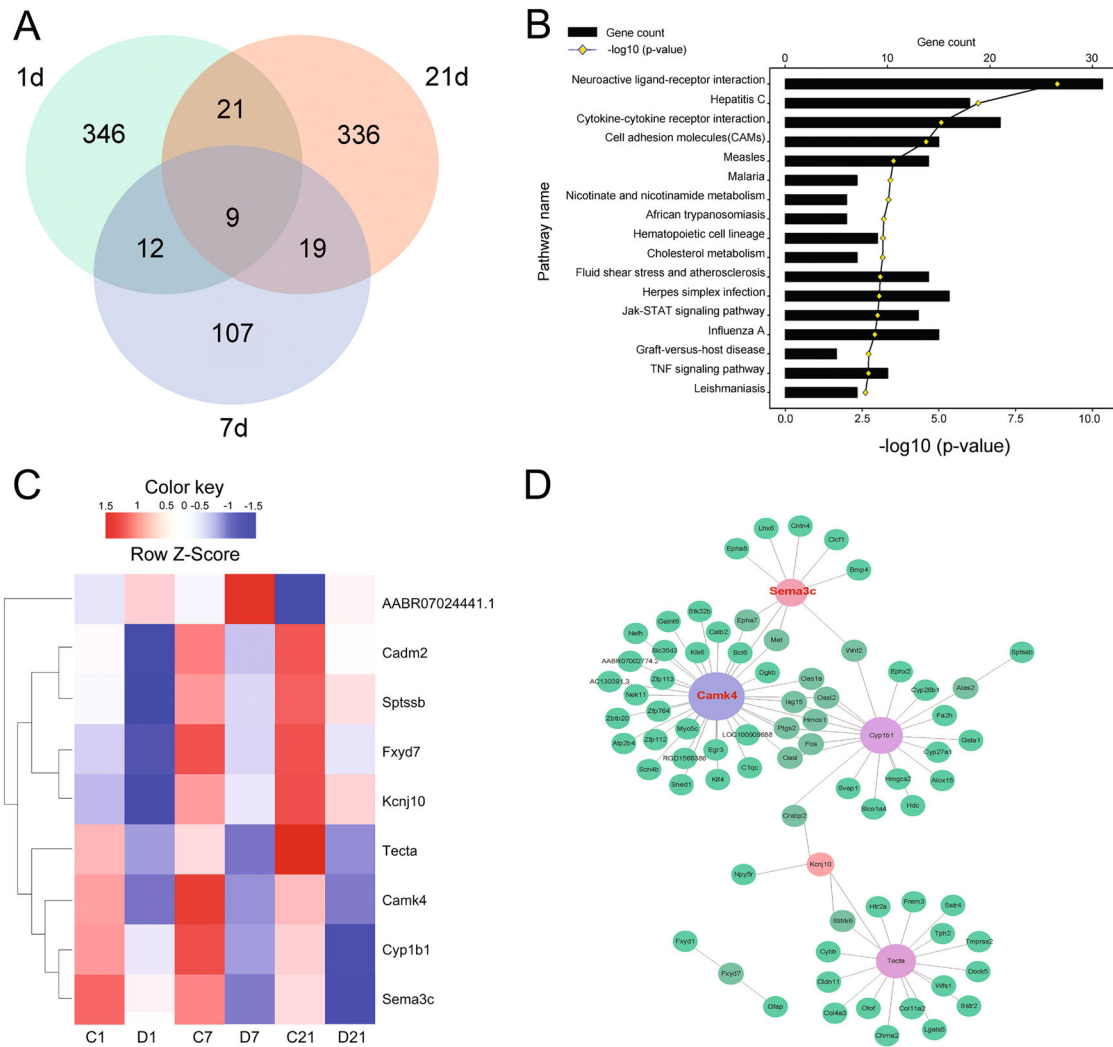 A
1d
21d
346
21
336
9
12
19
107
7d
B
Gene count
-log10 (p-value)
Gene count
0 10 20 30
Pathway name
Neuroactive ligand-receptor interaction
Hepatitis C
Cytokine-cytokine receptor interaction
Cell adhesion molecules(CAMs)
Measles
Malaria
Nicotinate and nicotinamide metabolism
African trypanosomiasis
Hematopoietic cell lineage
Cholesterol metabolism
Fluid shear stress and atherosclerosis
Herpes simplex infection
Jak-STAT signaling pathway
Influenza A
Graft-versus-host disease
TNF signaling pathway
Leishmaniasis
0.0 2.5 5.0 7.5 10.0
-log10 (p-value)
C
Color key
1.5 1 0.5 0 -0.5 -1 -1.5
Row Z-Score
AABR07024441.1
Cadm2
Sptssb
Fxyd7
Kcnj10
Tecta
Camk4
Cyp1b1
Sema3c
C1 D1 C7 D7 C21 D21
D
Lhx6
Cntn4
Epha8
Clcf1
Bmp4
Sema3c
Stk32b
Galnt6
Calb2
Epha7
Nefh
Slc35d3
Klk6
Bcl6
Met
Wnt2
Sptssb
AABR07002774.2
Zfp113
Dgkb
Ephx2
AC130391.3
Nek11
Camk4
Oas1a
Oasl2
Cyp26b1
Alas2
Zbtb20
Zfp764
Isg15
Fa2h
Atp2b4
Zfp112
Myo5c
LOC100909688
Ptgs2
Hmox1
Cyp1b1
Gsta1
Scn4b
RGD1566386
Egr3
Fos
Cyp27a1
Sned1
Klf4
C1qc
Oasl
Svep1
Hmgcs2
Alox15
Slco1a4
Hdc
Crabp2
Kcnj10
Npy5r
Slitrk6
Htr2a
Frem3
Sstr4
Tph2
Tmprss2
Fxyd1
Cybb
Tecta
Fxyd7
Cldn11
Dock5
Wfs1
Gfap
Col4a3
Otof
Col11a2
Sstr2
Chrna2
Lgals5